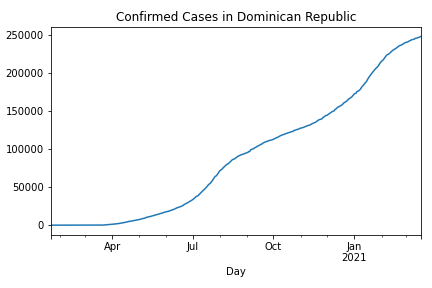 Confirmed Cases in Dominican Republic
250000
200000
150000
100000
50000
0
Apr
Jul
Oct
Jan
2021
Day